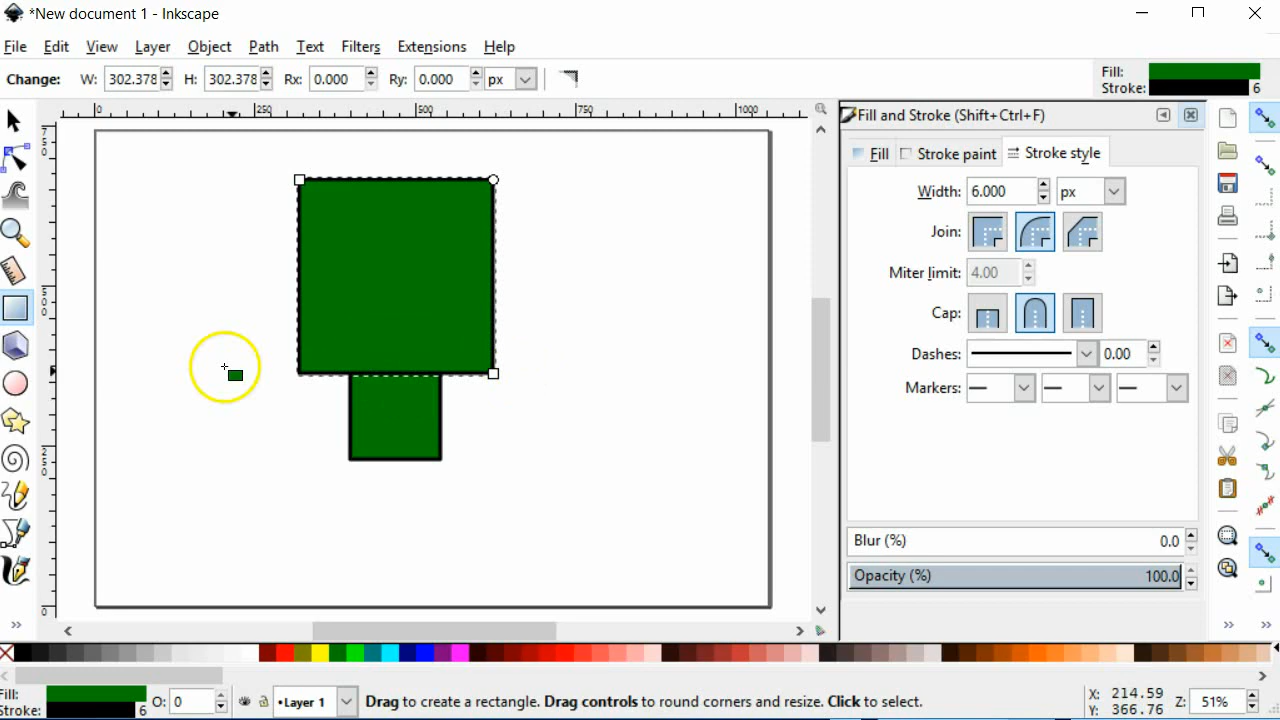 *New document 1 - Inkscape
File Edit View Layer Object Path Text Filters Extensions Help
Change: W: 302.378 H: 302.378 Rx: 0.000 Ry: 0.000 px
Fill:
Stroke: 6
0 250 500 750 1000
Fill and Stroke (Shift+Ctrl+F)
Fill Stroke paint Stroke style
Width: 6.000 px
Join:
Miter limit: 4.00
Cap:
Dashes: 0.00
Markers:
750
500
250
0
Blur (%) 0.0
Opacity (%) 100.0
Fill:
Stroke: 6
O: 0
•Layer 1
Drag to create a rectangle. Drag controls to round corners and resize. Click to select.
X: 214.59
Y: 366.76
Z: 51%